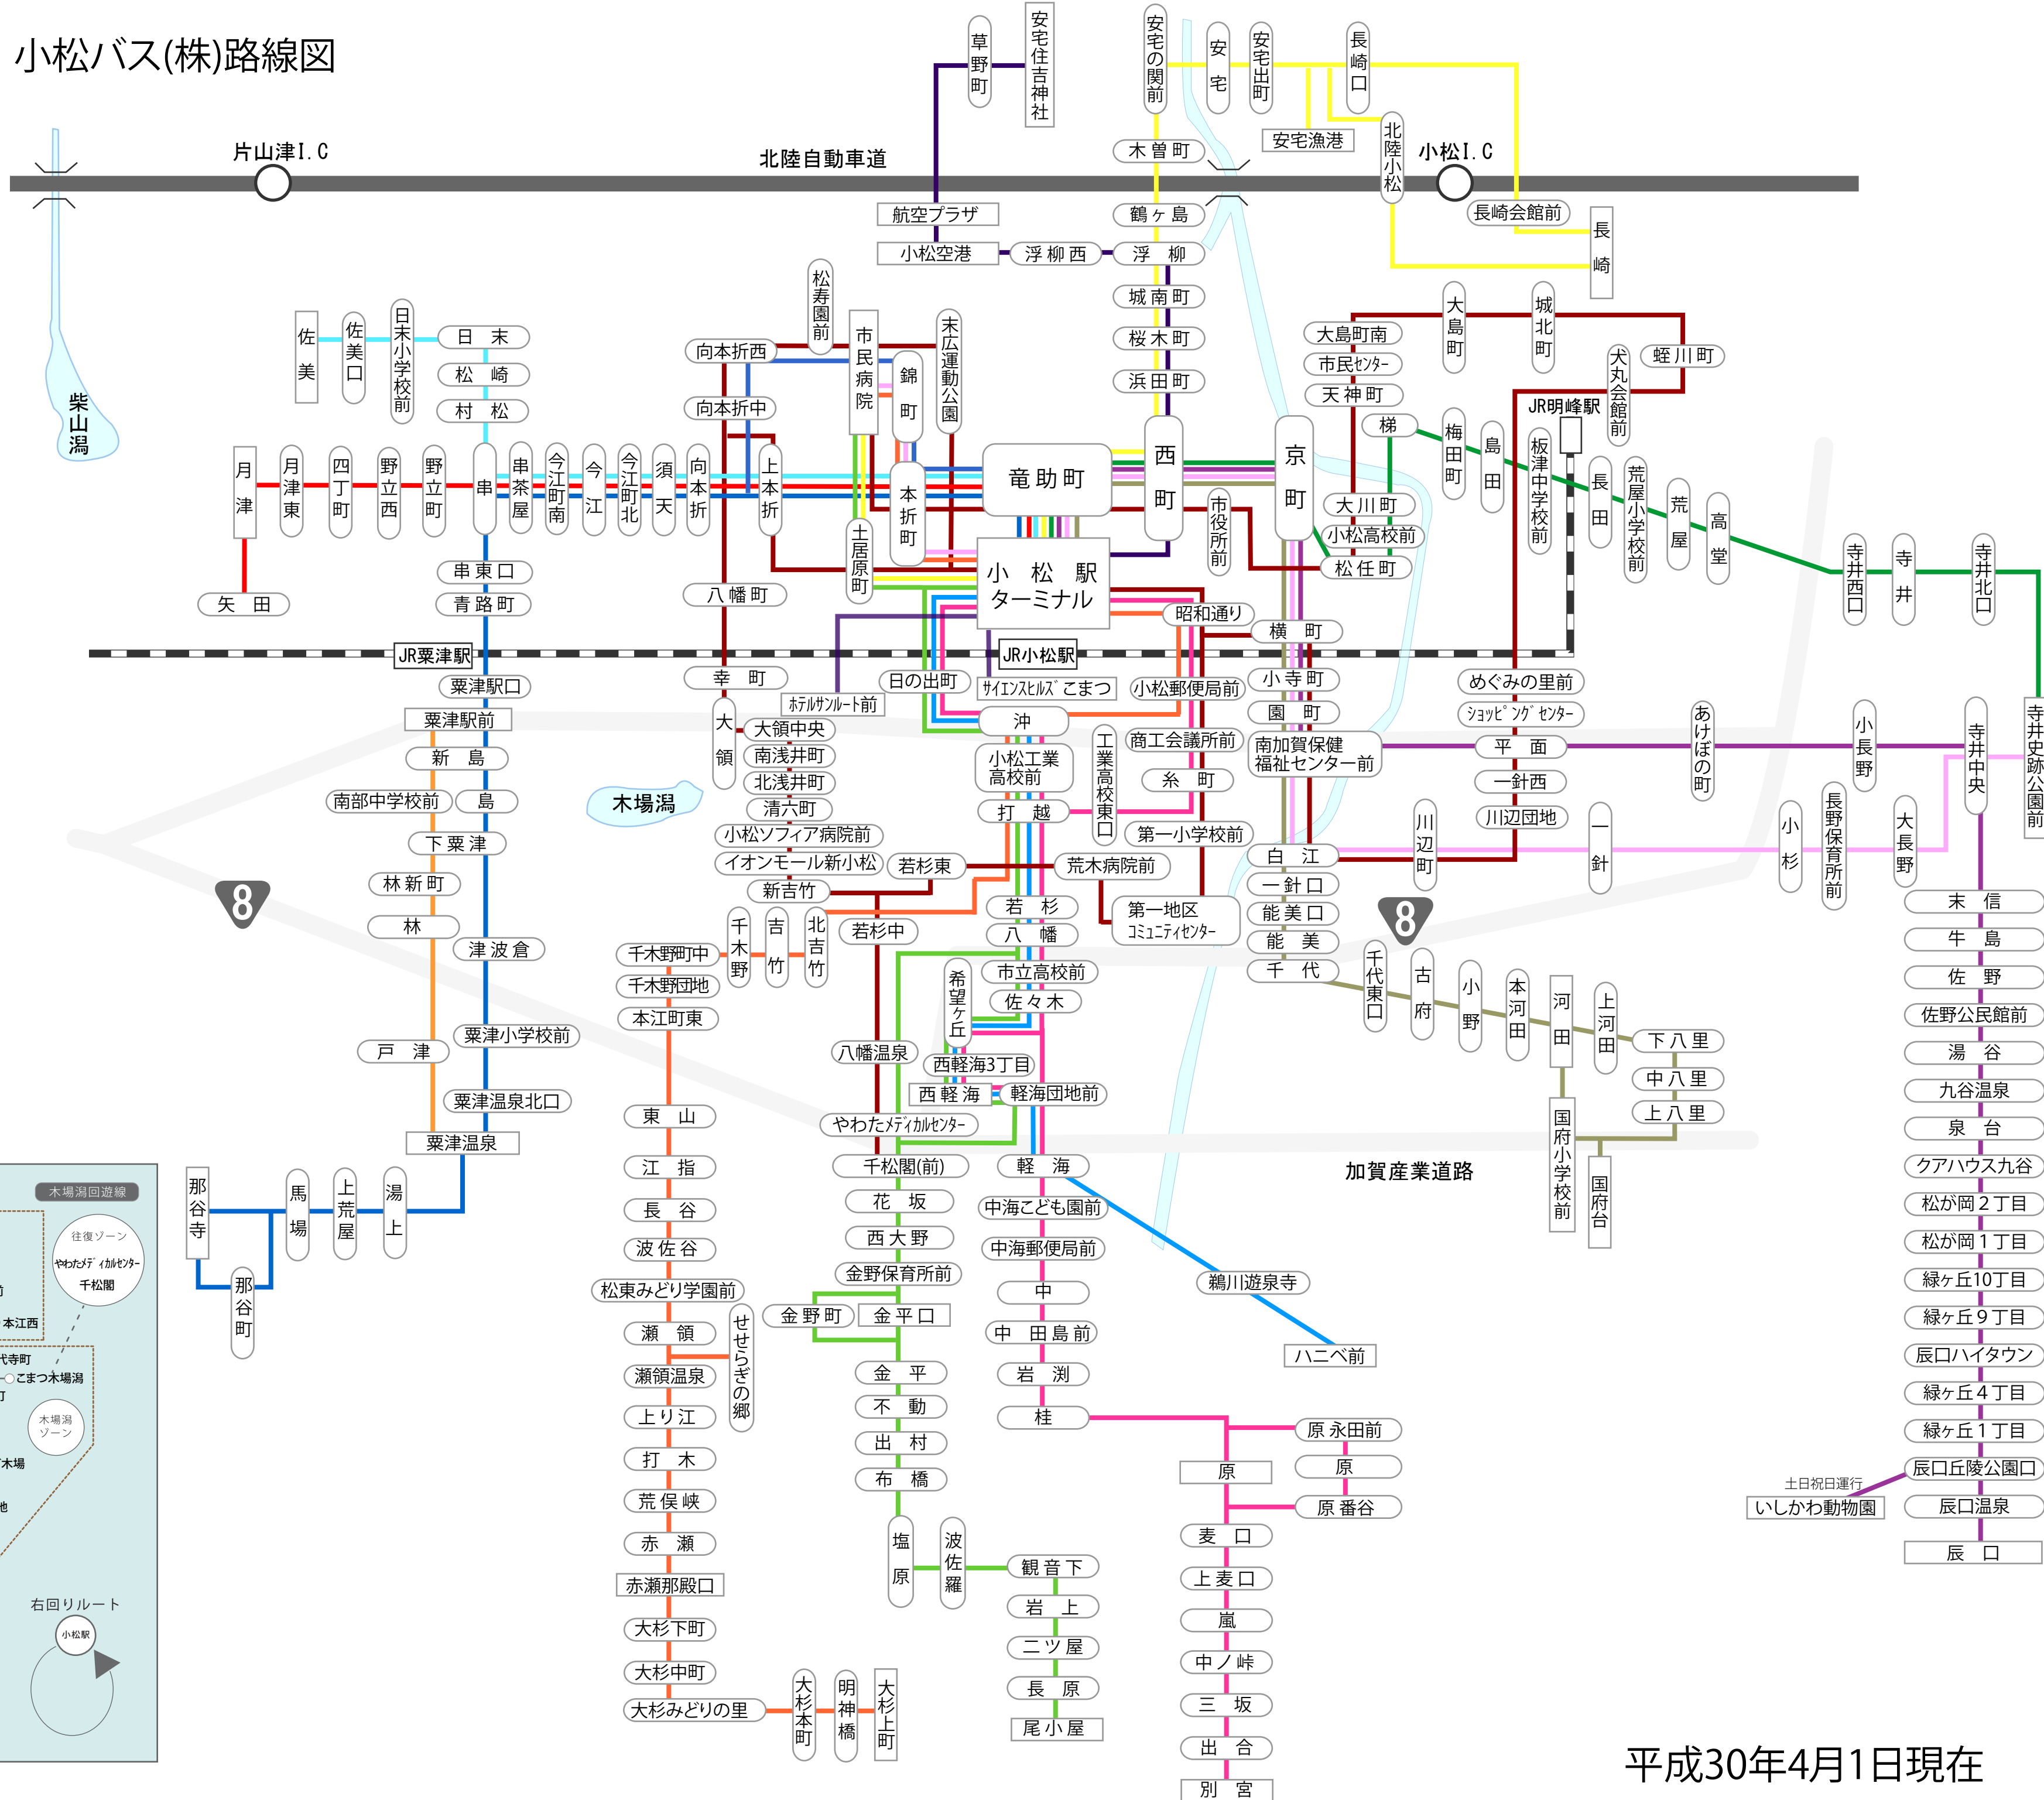 小松バス(株)路線図
草野町
安宅住吉神社
安宅の関前
安宅
安宅出町
長崎口
安宅漁港
北陸小松
片山津I.C
北陸自動車道
小松I.C
木曽町
鶴ヶ島
長崎会館前
長崎
航空プラザ
小松空港
浮柳西
浮柳
城南町
桜木町
浜田町
柴山潟
佐美
佐美口
日末小学校前
日末
松崎
村松
松寿園前
市民病院
末広運動公園
向本折西
錦町
向本折中
大島町南
市民センター
天神町
大島町
城北町
蛭川町
犬丸会館前
JR明峰駅
梯
梅田町
島田
板津中学校前
長田
荒屋小学校前
荒屋
高堂
寺井西口
寺井
寺井北口
寺井史跡公園前
月津
月津東
四丁町
野立西
野立町
串
串茶屋
今江町南
今江
今江町北
須天
向本折
上本折
本折町
竜助町
西町
京町
市役所前
大川町
小松高校前
松任町
土居原町
小松駅
ターミナル
矢田
串東口
青路町
八幡町
昭和通り
横町
JR粟津駅
JR小松駅
粟津駅口
幸町
日の出町
サイエンスヒルズこまつ
小松郵便局前
小寺町
めぐみの里前
ホテルサンルート前
粟津駅前
大領
大領中央
沖
園町
ショッピングセンター
あけぼの町
小長野
寺井中央
新島
南浅井町
小松工業
高校前
工業高校東口
商工会議所前
南加賀保健
福祉センター前
平面
北浅井町
糸町
一針西
南部中学校前
島
木場潟
清六町
打越
川辺町
川辺団地
一針
小杉
長野保育所前
大長野
下粟津
小松ソフィア病院前
第一小学校前
白江
イオンモール新小松
若杉東
荒木病院前
林新町
新吉竹
一針口
8
林
千木野
吉竹
北吉竹
若杉中
若杉
第一地区
コミュニティセンター
能美口
8
末信
津波倉
千木野町中
八幡
能美
牛島
千木野団地
希望ヶ丘
市立高校前
千代
千代東口
古府
小野
本河田
河田
上河田
佐野
本江町東
佐々木
佐野公民館前
粟津小学校前
下八里
戸津
八幡温泉
西軽海3丁目
湯谷
中八里
粟津温泉北口
西軽海
軽海団地前
九谷温泉
上八里
東山
やわたメディカルセンター
国府小学校前
泉台
粟津温泉
江指
千松閣(前)
軽海
加賀産業道路
国府台
クアハウス九谷
那谷寺
馬場
上荒屋
湯上
長谷
花坂
中海こども園前
松が岡2丁目
波佐谷
西大野
中海郵便局前
松が岡1丁目
那谷町
松東みどり学園前
金野保育所前
中
鵜川遊泉寺
緑ヶ丘10丁目
瀬領
せせらぎの郷
金野町
金平口
中田島前
緑ヶ丘9丁目
ハニベ前
辰口ハイタウン
瀬領温泉
金平
岩渕
緑ヶ丘4丁目
上り江
不動
桂
緑ヶ丘1丁目
打木
出村
原永田前
原
原
辰口丘陵公園口
荒俣峡
布橋
原番谷
土日祝日運行
いしかわ動物園
辰口温泉
赤瀬
塩原
波佐羅
観音下
麦口
辰口
赤瀬那殿口
岩上
上麦口
大杉下町
二ツ屋
嵐
大杉中町
長原
中ノ峠
大杉みどりの里
大杉本町
明神橋
大杉上町
尾小屋
三坂
出合
別宮
木場潟回遊線
往復ゾーン
やわたメディカルセンター
千松閣
前
本江西
代寺町
こまつ木場潟
町
木場潟
ゾーン
木場
地
右回りルート
小松駅
平成30年4月1日現在